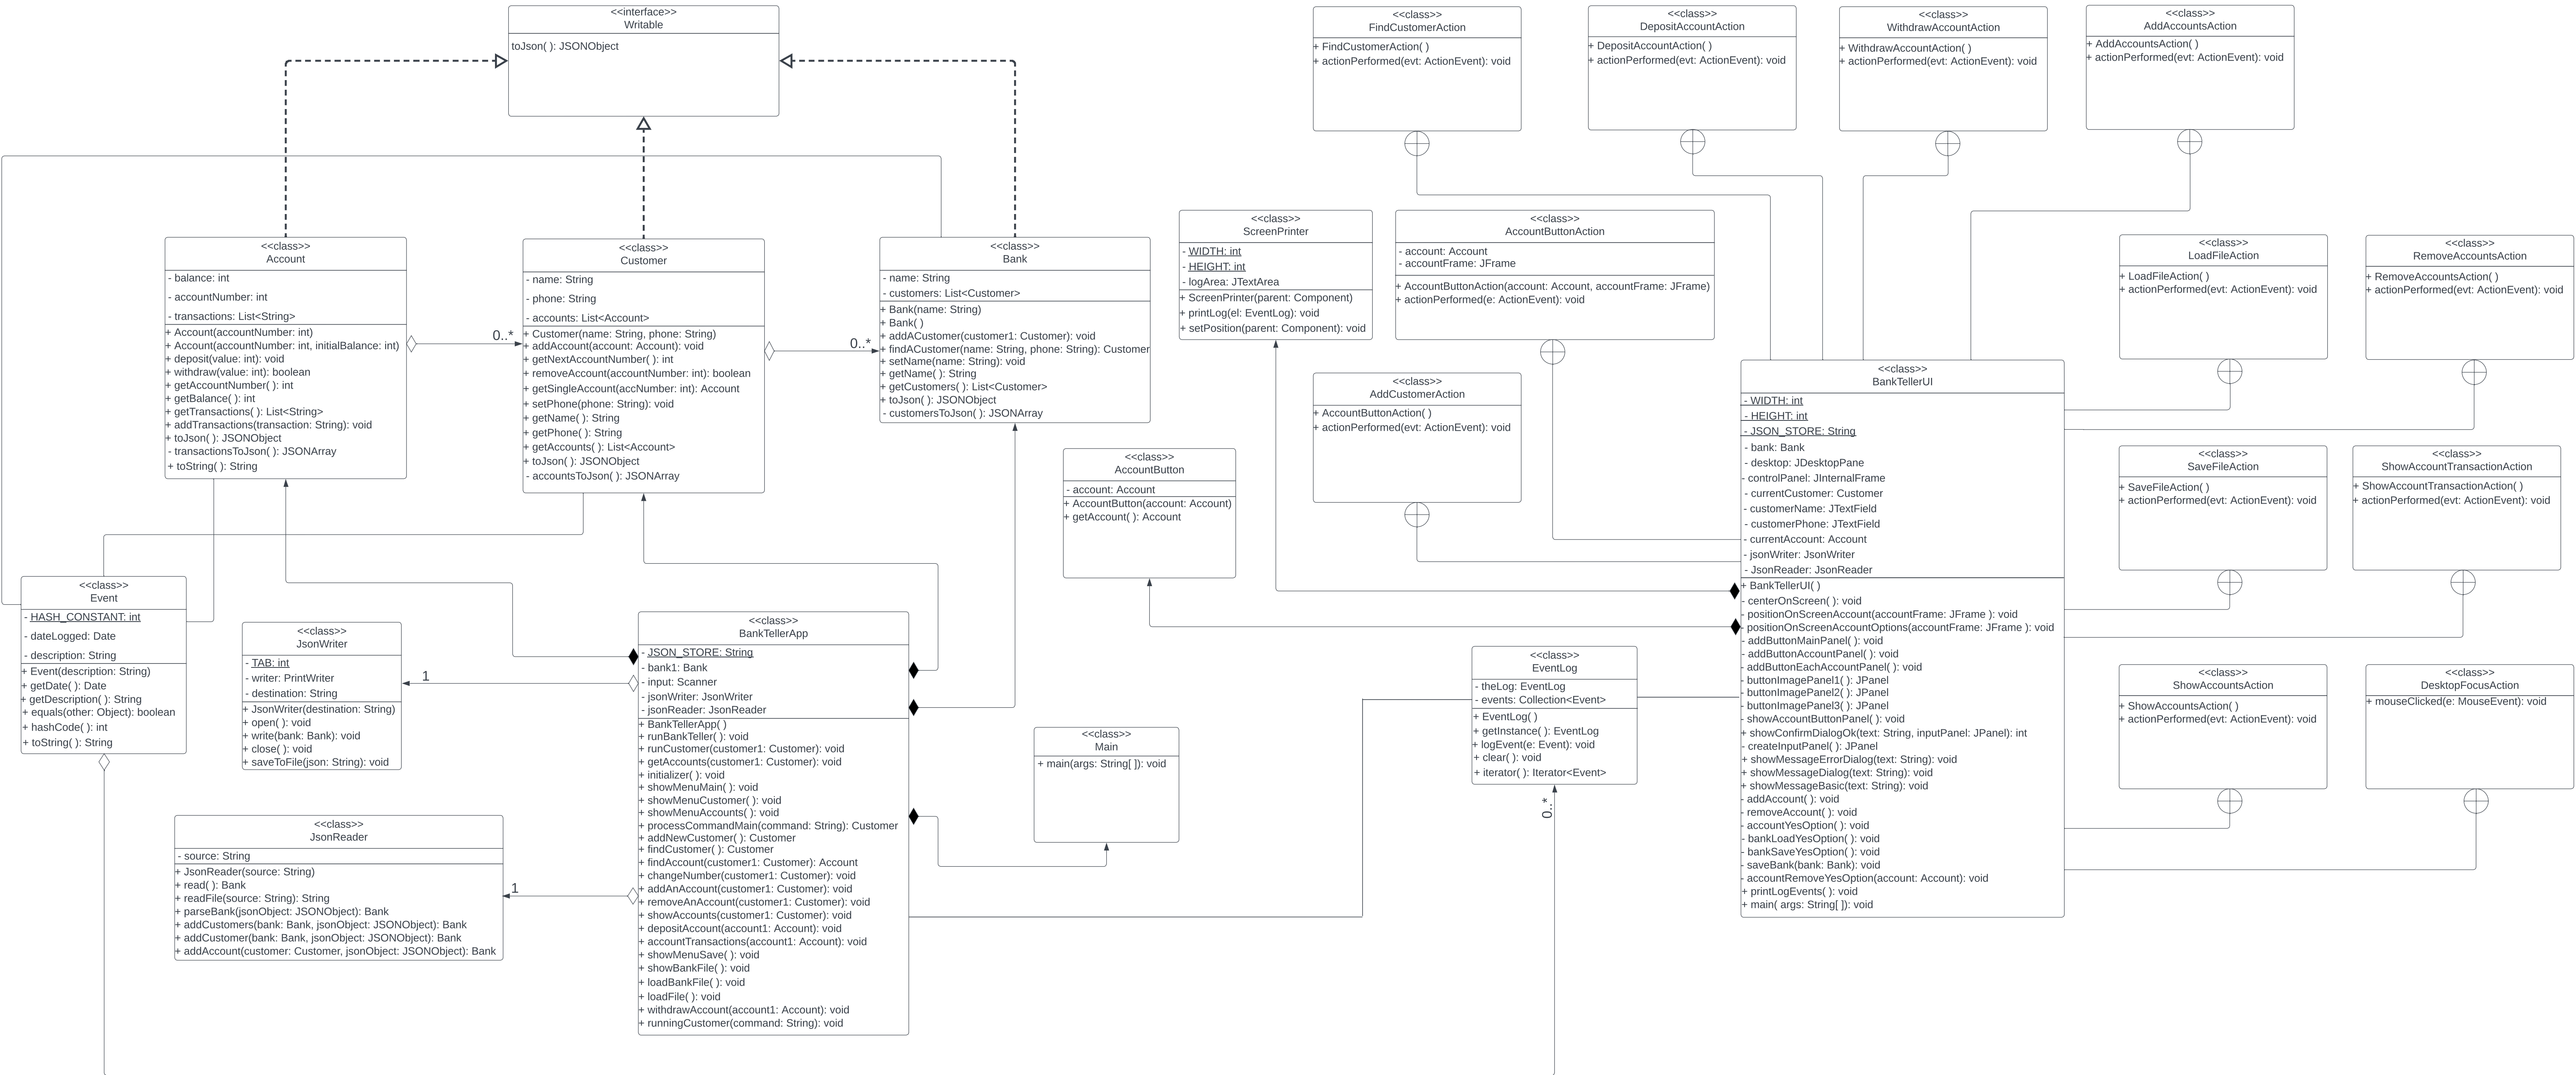 <<interface>>
Writable
toJson( ): JSONObject
<<class>>
FindCustomerAction
+ FindCustomerAction( )
+ actionPerformed(evt: ActionEvent): void
<<class>>
DepositAccountAction
+ DepositAccountAction( )
+ actionPerformed(evt: ActionEvent): void
<<class>>
WithdrawAccountAction
+ WithdrawAccountAction( )
+ actionPerformed(evt: ActionEvent): void
<<class>>
AddAccountsAction
+ AddAccountsAction( )
+ actionPerformed(evt: ActionEvent): void
<<class>>
Account
- balance: int
- accountNumber: int
- transactions: List<String>
+ Account(accountNumber: int)
+ Account(accountNumber: int, initialBalance: int)
+ deposit(value: int): void
+ withdraw(value: int): boolean
+ getAccountNumber( ): int
+ getBalance( ): int
+ getTransactions( ): List<String>
+ addTransactions(transaction: String): void
+ toJson( ): JSONObject
- transactionsToJson( ): JSONArray
+ toString( ): String
0..*
<<class>>
Customer
- name: String
- phone: String
- accounts: List<Account>
+ Customer(name: String, phone: String)
+ addAccount(account: Account): void
+ getNextAccountNumber( ): int
+ removeAccount(accountNumber: int): boolean
+ getSingleAccount(accNumber: int): Account
+ setPhone(phone: String): void
+ getName( ): String
+ getPhone( ): String
+ getAccounts( ): List<Account>
+ toJson( ): JSONObject
- accountsToJson( ): JSONArray
0..*
<<class>>
Bank
- name: String
- customers: List<Customer>
+ Bank(name: String)
+ Bank( )
+ addACustomer(customer1: Customer): void
+ findACustomer(name: String, phone: String): Customer
+ setName(name: String): void
+ getName( ): String
+ getCustomers( ): List<Customer>
+ toJson( ): JSONObject
- customersToJson( ): JSONArray
<<class>>
ScreenPrinter
- WIDTH: int
- HEIGHT: int
- logArea: JTextArea
+ ScreenPrinter(parent: Component)
+ printLog(el: EventLog): void
+ setPosition(parent: Component): void
<<class>>
AccountButtonAction
- account: Account
- accountFrame: JFrame
+ AccountButtonAction(account: Account, accountFrame: JFrame)
+ actionPerformed(e: ActionEvent): void
<<class>>
LoadFileAction
+ LoadFileAction( )
+ actionPerformed(evt: ActionEvent): void
<<class>>
RemoveAccountsAction
+ RemoveAccountsAction( )
+ actionPerformed(evt: ActionEvent): void
<<class>>
AddCustomerAction
+ AccountButtonAction( )
+ actionPerformed(evt: ActionEvent): void
<<class>>
AccountButton
- account: Account
+ AccountButton(account: Account)
+ getAccount( ): Account
<<class>>
BankTellerUI
- WIDTH: int
- HEIGHT: int
- JSON_STORE: String
- bank: Bank
- desktop: JDesktopPane
- controlPanel: JInternalFrame
- currentCustomer: Customer
- customerName: JTextField
- customerPhone: JTextField
- currentAccount: Account
- jsonWriter: JsonWriter
- JsonReader: JsonReader
+ BankTellerUI( )
- centerOnScreen( ): void
- positionOnScreenAccount(accountFrame: JFrame ): void
- positionOnScreenAccountOptions(accountFrame: JFrame ): void
- addButtonMainPanel( ): void
- addButtonAccountPanel( ): void
- addButtonEachAccountPanel( ): void
- buttonImagePanel1( ): JPanel
- buttonImagePanel2( ): JPanel
- buttonImagePanel3( ): JPanel
- showAccountButtonPanel( ): void
+ showConfirmDialogOk(text: String, inputPanel: JPanel): int
- createInputPanel( ): JPanel
+ showMessageErrorDialog(text: String): void
+ showMessageDialog(text: String): void
+ showMessageBasic(text: String): void
- addAccount( ): void
- removeAccount( ): void
- accountYesOption( ): void
- bankLoadYesOption( ): void
- bankSaveYesOption( ): void
- saveBank(bank: Bank): void
- accountRemoveYesOption(account: Account): void
+ printLogEvents( ): void
+ main( args: String[ ]): void
<<class>>
SaveFileAction
+ SaveFileAction( )
+ actionPerformed(evt: ActionEvent): void
<<class>>
ShowAccountTransactionAction
+ ShowAccountTransactionAction( )
+ actionPerformed(evt: ActionEvent): void
<<class>>
Event
- HASH_CONSTANT: int
- dateLogged: Date
- description: String
+ Event(description: String)
+ getDate( ): Date
+ getDescription( ): String
+ equals(other: Object): boolean
+ hashCode( ): int
+ toString( ): String
<<class>>
JsonWriter
- TAB: int
- writer: PrintWriter
- destination: String
+ JsonWriter(destination: String)
+ open( ): void
+ write(bank: Bank): void
+ close( ): void
+ saveToFile(json: String): void
1
<<class>>
BankTellerApp
- JSON_STORE: String
- bank1: Bank
- input: Scanner
- jsonWriter: JsonWriter
- jsonReader: JsonReader
+ BankTellerApp( )
+ runBankTeller( ): void
+ runCustomer(customer1: Customer): void
+ getAccounts(customer1: Customer): void
+ initializer( ): void
+ showMenuMain( ): void
+ showMenuCustomer( ): void
+ showMenuAccounts( ): void
+ processCommandMain(command: String): Customer
+ addNewCustomer( ): Customer
+ findCustomer( ): Customer
+ findAccount(customer1: Customer): Account
+ changeNumber(customer1: Customer): void
+ addAnAccount(customer1: Customer): void
+ removeAnAccount(customer1: Customer): void
+ showAccounts(customer1: Customer): void
+ depositAccount(account1: Account): void
+ accountTransactions(account1: Account): void
+ showMenuSave( ): void
+ showBankFile( ): void
+ loadBankFile( ): void
+ loadFile( ): void
+ withdrawAccount(account1: Account): void
+ runningCustomer(command: String): void
<<class>>
EventLog
- theLog: EventLog
- events: Collection<Event>
+ EventLog( )
+ getInstance( ): EventLog
+ logEvent(e: Event): void
+ clear( ): void
+ iterator( ): Iterator<Event>
0..*
<<class>>
ShowAccountsAction
+ ShowAccountsAction( )
+ actionPerformed(evt: ActionEvent): void
<<class>>
DesktopFocusAction
+ mouseClicked(e: MouseEvent): void
<<class>>
Main
+ main(args: String[ ]): void
<<class>>
JsonReader
- source: String
+ JsonReader(source: String)
+ read( ): Bank
+ readFile(source: String): String
+ parseBank(jsonObject: JSONObject): Bank
+ addCustomers(bank: Bank, jsonObject: JSONObject): Bank
+ addCustomer(bank: Bank, jsonObject: JSONObject): Bank
+ addAccount(customer: Customer, jsonObject: JSONObject): Bank
1